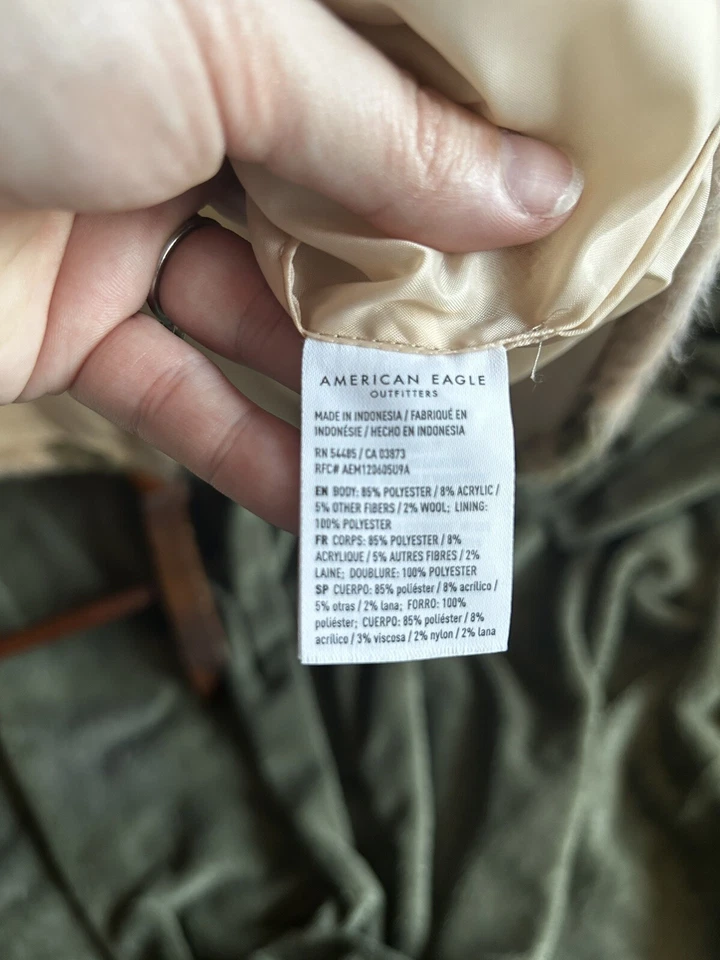 AMERICAN EAGLE
OUTFITTERS
MADE IN INDONESIA / FABRIQUÉ EN
INDONÉSIE / HECHO EN INDONESIA
RN 54485 / CA 03873
RFC# AEM120605U9A
EN BODY: 85% POLYESTER / 8% ACRYLIC /
5% OTHER FIBERS / 2% WOOL; LINING:
100% POLYESTER
FR CORPS: 85% POLYESTER / 8%
ACRYLIQUE / 5% AUTRES FIBRES / 2%
LAINE; DOUBLURE: 100% POLYESTER
SP CUERPO: 85% poliéster / 8% acrílico /
5% otras / 2% lana; FORRO: 100%
poliéster; CUERPO: 85% poliéster / 8%
acrílico / 3% viscosa / 2% nylon / 2% lana